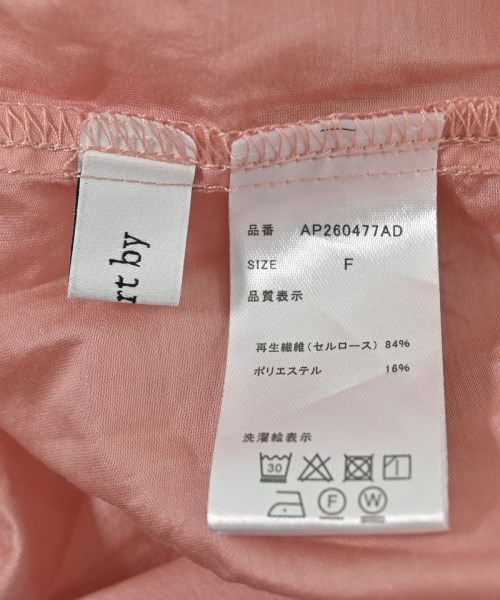 rt by
品番 AP260477AD
SIZE F
品質表示
再生繊維(セルロース) 84%
ポリエステル 16%
洗濯絵表示
30
F W